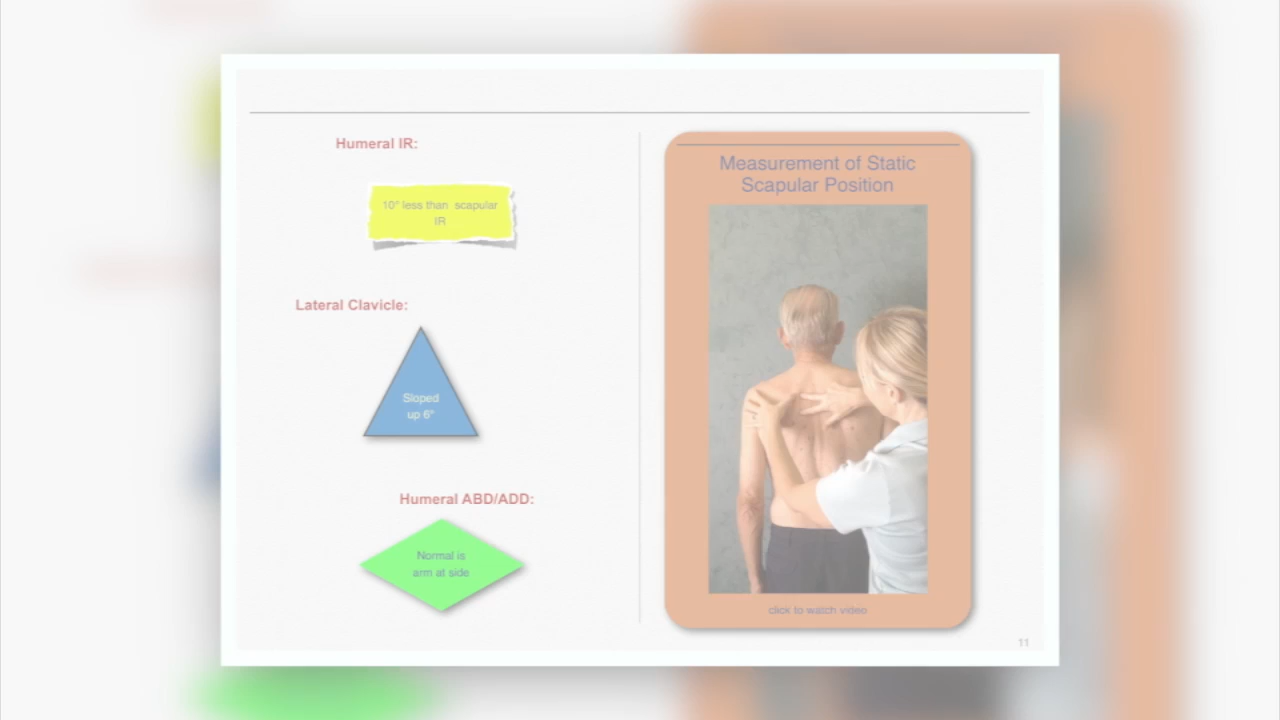 Humeral IR:
10° less than scapular
IR
Lateral Clavicle:
Sloped
up 6°
Humeral ABD/ADD:
Normal is
arm at side
Measurement of Static
Scapular Position
click to watch video
11